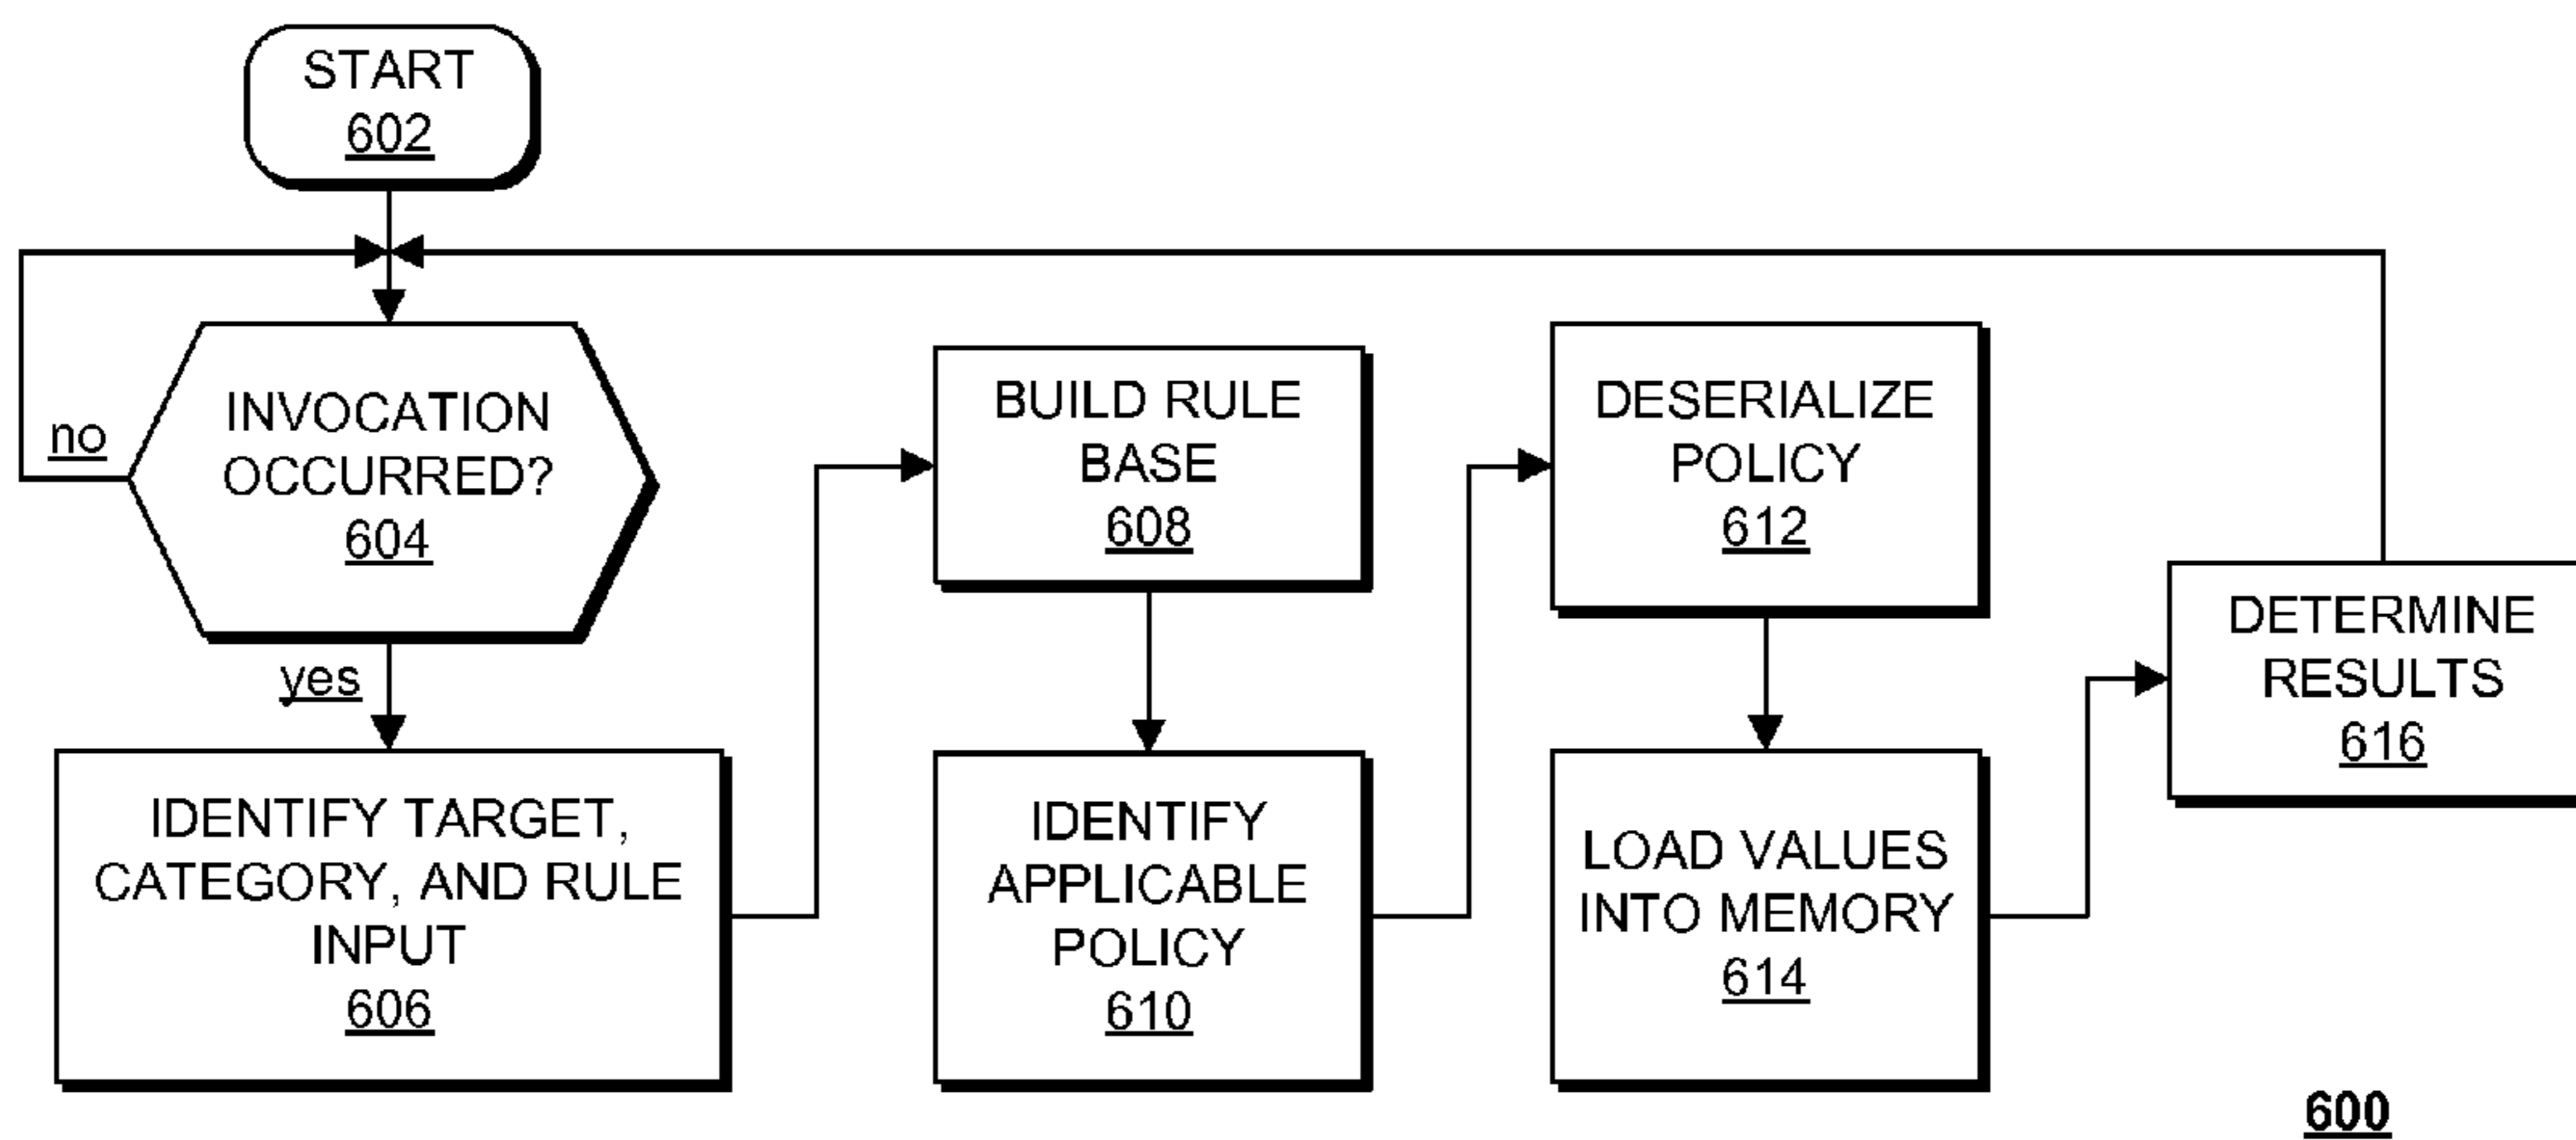 START
602
INVOCATION
OCCURRED?
604
no
yes
IDENTIFY TARGET,
CATEGORY, AND RULE
INPUT
606
BUILD RULE
BASE
608
IDENTIFY
APPLICABLE
POLICY
610
DESERIALIZE
POLICY
612
LOAD VALUES
INTO MEMORY
614
DETERMINE
RESULTS
616
600